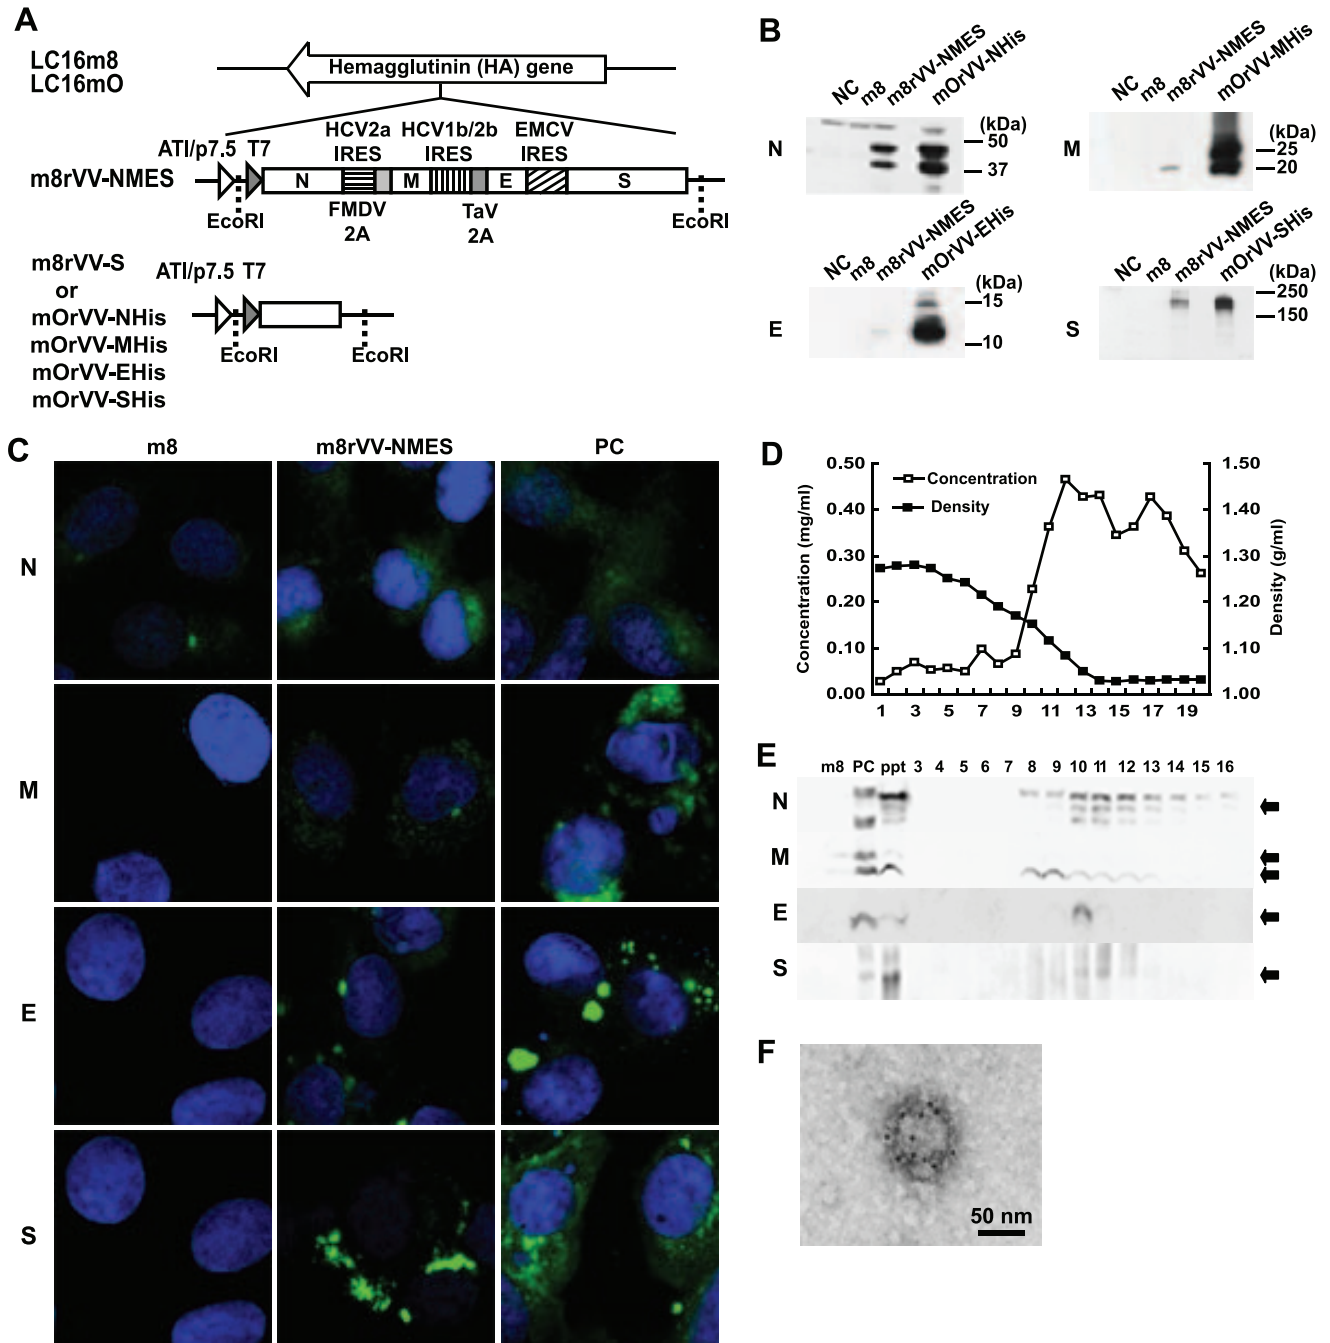 A
LC16m8
LC16mO
Hemagglutinin (HA) gene
HCV2a HCV1b/2b EMCV
ATI/p7.5 T7 IRES IRES IRES
m8rVV-NMES N M E S
EcoRI FMDV TaV EcoRI
2A 2A
m8rVV-S
or
mOrVV-NHis
mOrVV-MHis
mOrVV-EHis
mOrVV-SHis
ATI/p7.5 T7
EcoRI EcoRI
B
NC m8 m8rVV-NMES mOrVV-NHis
(kDa)
N
50
37
NC m8 m8rVV-NMES mOrVV-MHis
(kDa)
M
25
20
NC m8 m8rVV-NMES mOrVV-EHis
(kDa)
E
15
10
NC m8 m8rVV-NMES mOrVV-SHis
(kDa)
S
250
150
C
m8 m8rVV-NMES PC
N
M
E
S
D
Concentration (mg/ml)
0.50
0.40
0.30
0.20
0.10
0.00
Concentration
Density
1.50
1.40
1.30
1.20
1.10
1.00
Density (g/ml)
1 3 5 7 9 11 13 15 17 19
E
m8 PC ppt 3 4 5 6 7 8 9 10 11 12 13 14 15 16
N
M
E
S
F
50 nm